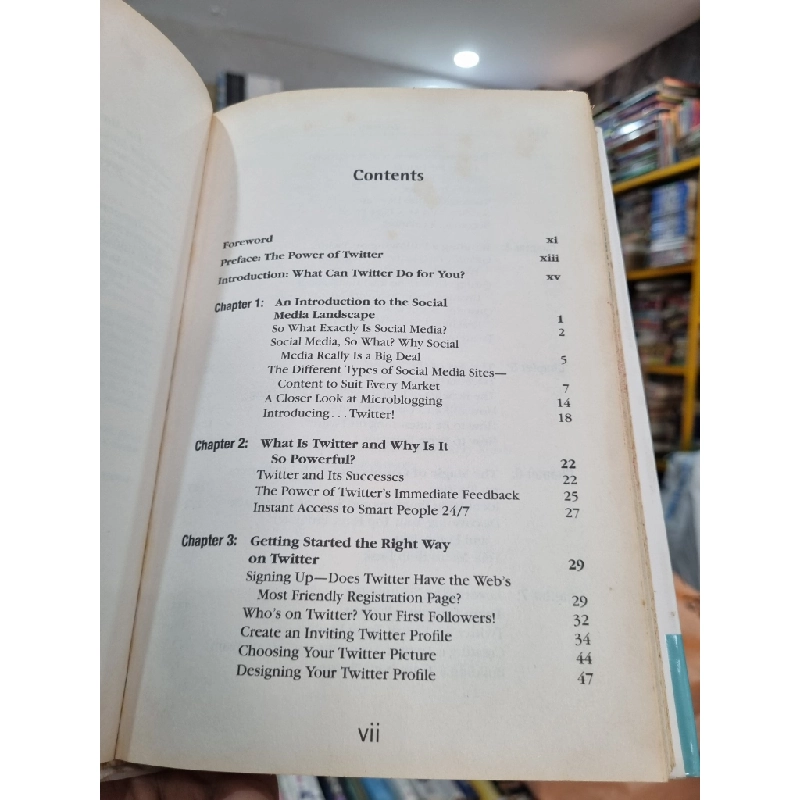 Contents
Foreword xi
Preface: The Power of Twitter xiii
Introduction: What Can Twitter Do for You? xv
Chapter 1: An Introduction to the Social
Media Landscape 1
So What Exactly Is Social Media? 2
Social Media, So What? Why Social
Media Really Is a Big Deal 5
The Different Types of Social Media Sites—
Content to Suit Every Market 7
A Closer Look at Microblogging 14
Introducing . . . Twitter! 18
Chapter 2: What Is Twitter and Why Is It
So Powerful? 22
Twitter and Its Successes 22
The Power of Twitter's Immediate Feedback 25
Instant Access to Smart People 24/7 27
Chapter 3: Getting Started the Right Way
on Twitter 29
Signing Up—Does Twitter Have the Web's
Most Friendly Registration Page? 29
Who's on Twitter? Your First Followers! 32
Create an Inviting Twitter Profile 34
Choosing Your Twitter Picture 44
Designing Your Twitter Profile 47
vii